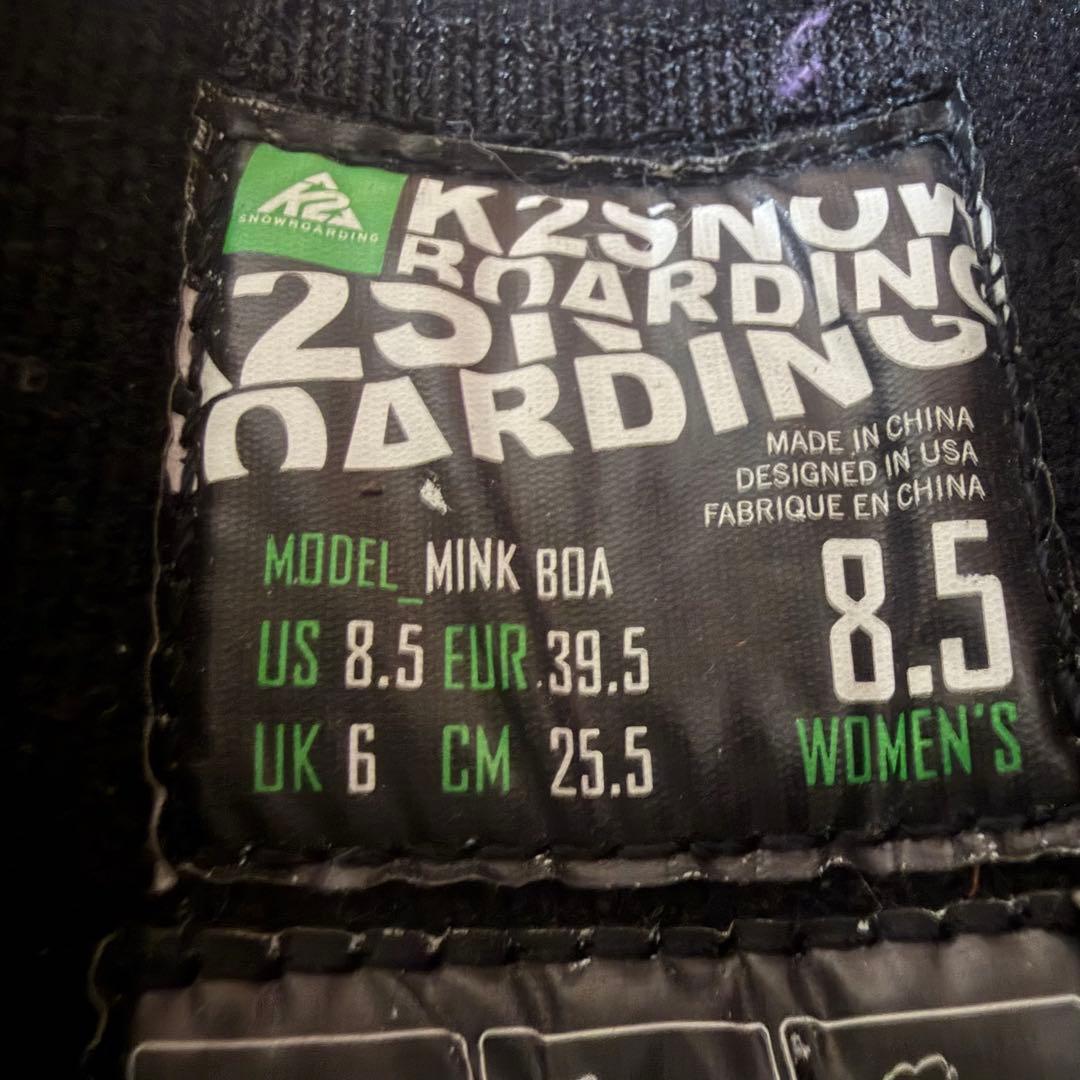 K2
SNOWBOARDING
K2SNOW
BOARDING
K2SN
OARDING
MADE IN CHINA
DESIGNED IN USA
FABRIQUE EN CHINA
MODEL_MINK BOA
US 8.5 EUR 39.5
UK 6 CM 25.5
8.5
WOMEN'S